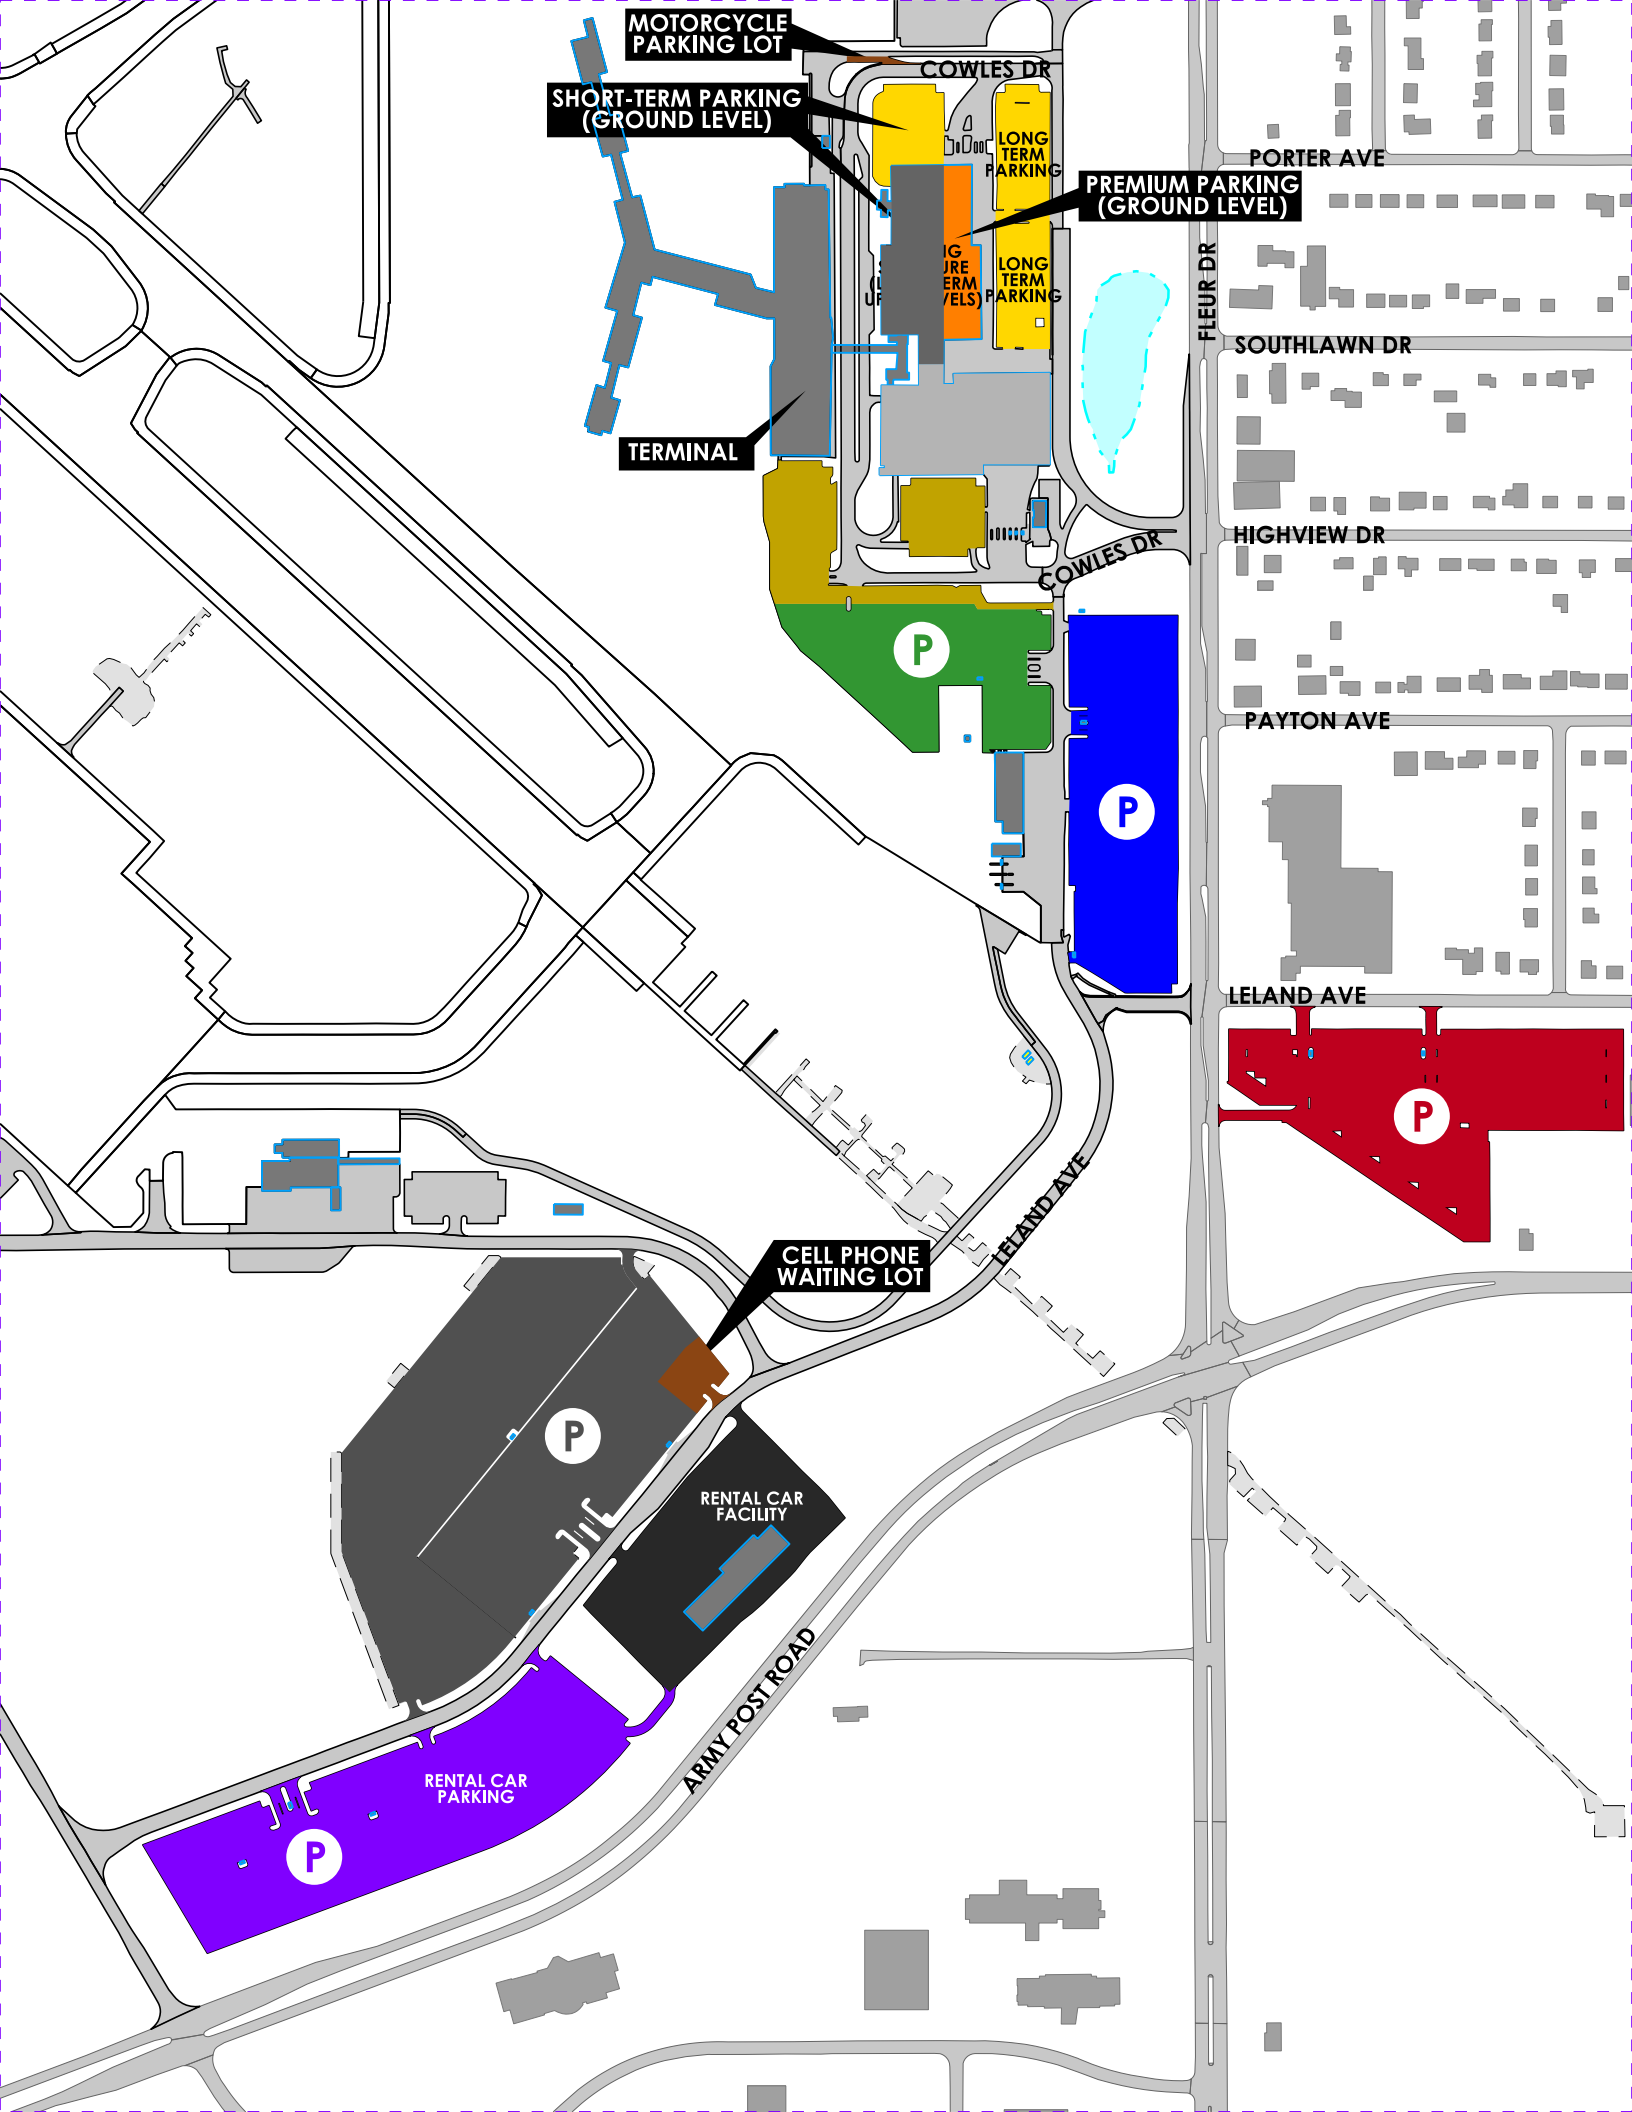 MOTORCYCLE
PARKING LOT
COWLES DR
SHORT-TERM PARKING
(GROUND LEVEL)
LONG
TERM
PARKING
PORTER AVE
PREMIUM PARKING
(GROUND LEVEL)
FLEUR DR
LONG
TERM
PARKING
SOUTHLAWN DR
TERMINAL
HIGHVIEW DR
COWLES DR
P
PAYTON AVE
P
LELAND AVE
P
LELAND AVE
CELL PHONE
WAITING LOT
P
RENTAL CAR
FACILITY
ARMY POST ROAD
RENTAL CAR
PARKING
P